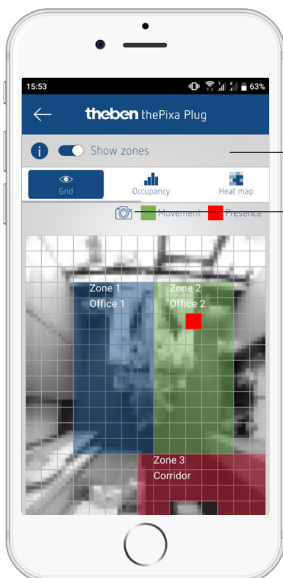 15:53 63%
theben thePixa Plug
i Show zones
Grid Occupancy Heat map
Movement Presence
Zone 1 Zone 2
Office 1 Office 2
Zone 3
Corridor